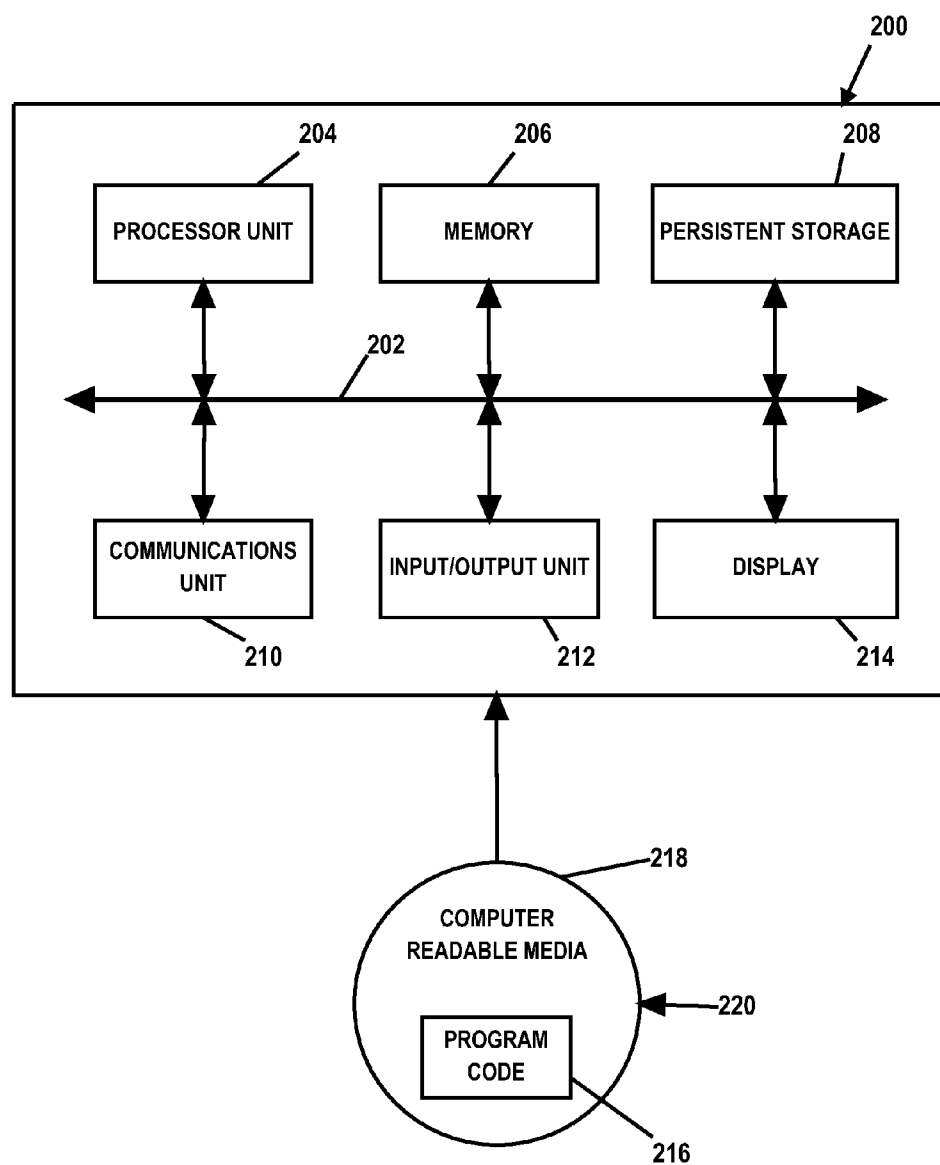 200
204
206
208
PROCESSOR UNIT
MEMORY
PERSISTENT STORAGE
202
COMMUNICATIONS
UNIT
INPUT/OUTPUT UNIT
DISPLAY
210
212
214
218
COMPUTER
READABLE MEDIA
220
PROGRAM
CODE
216